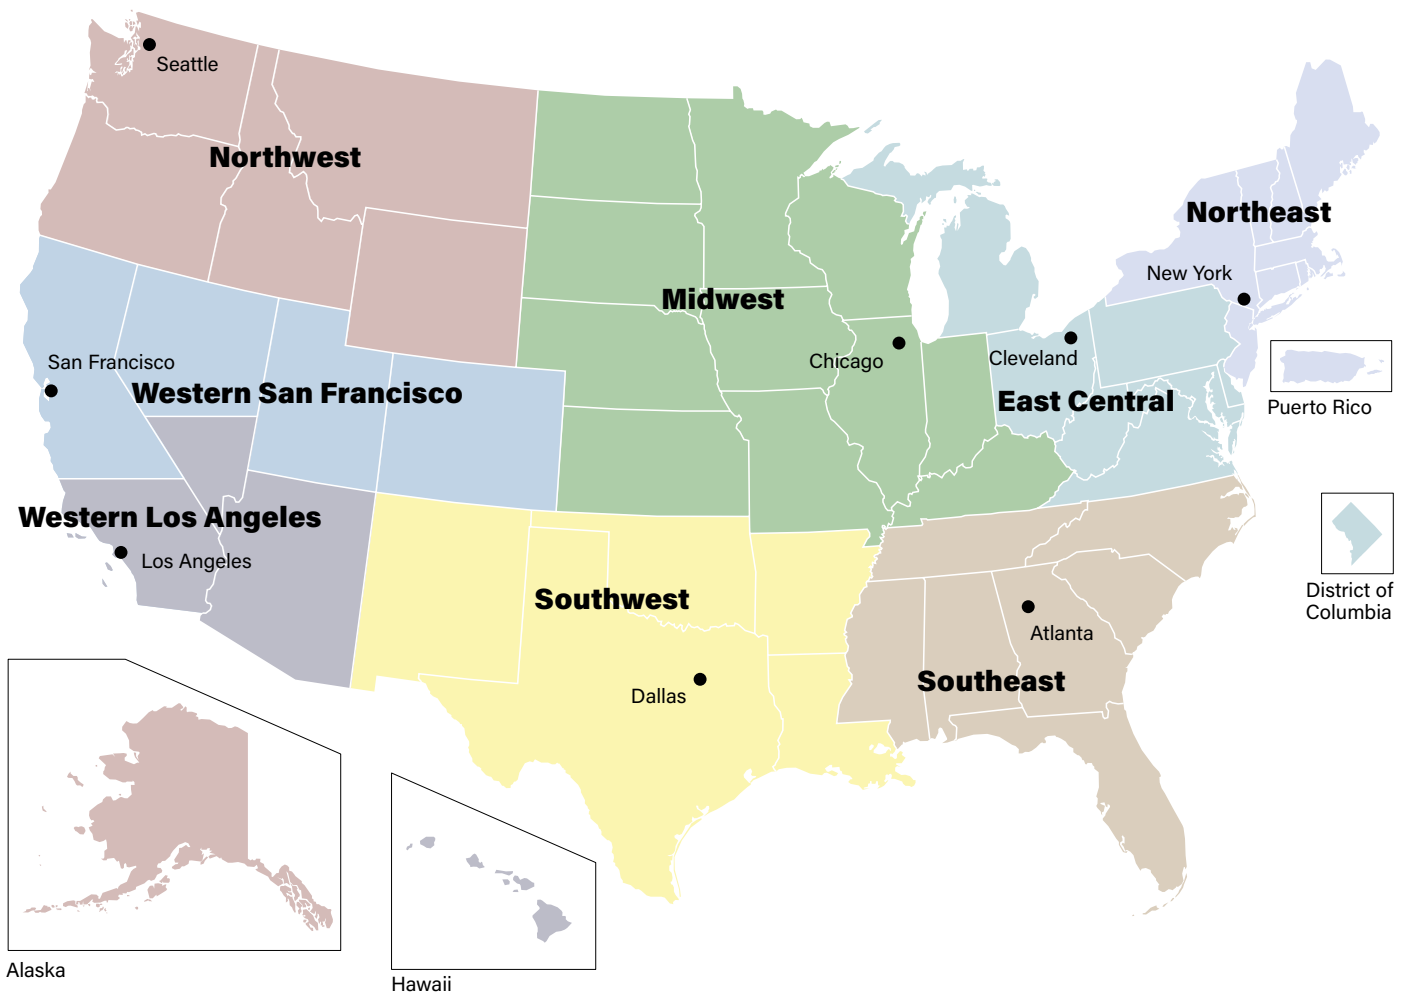 Seattle
Northwest
Northeast
New York
Midwest
San Francisco
Chicago
Cleveland
Western San Francisco
East Central
Puerto Rico
Western Los Angeles
Los Angeles
Southwest
District of
Columbia
Atlanta
Southeast
Dallas
Alaska
Hawaii